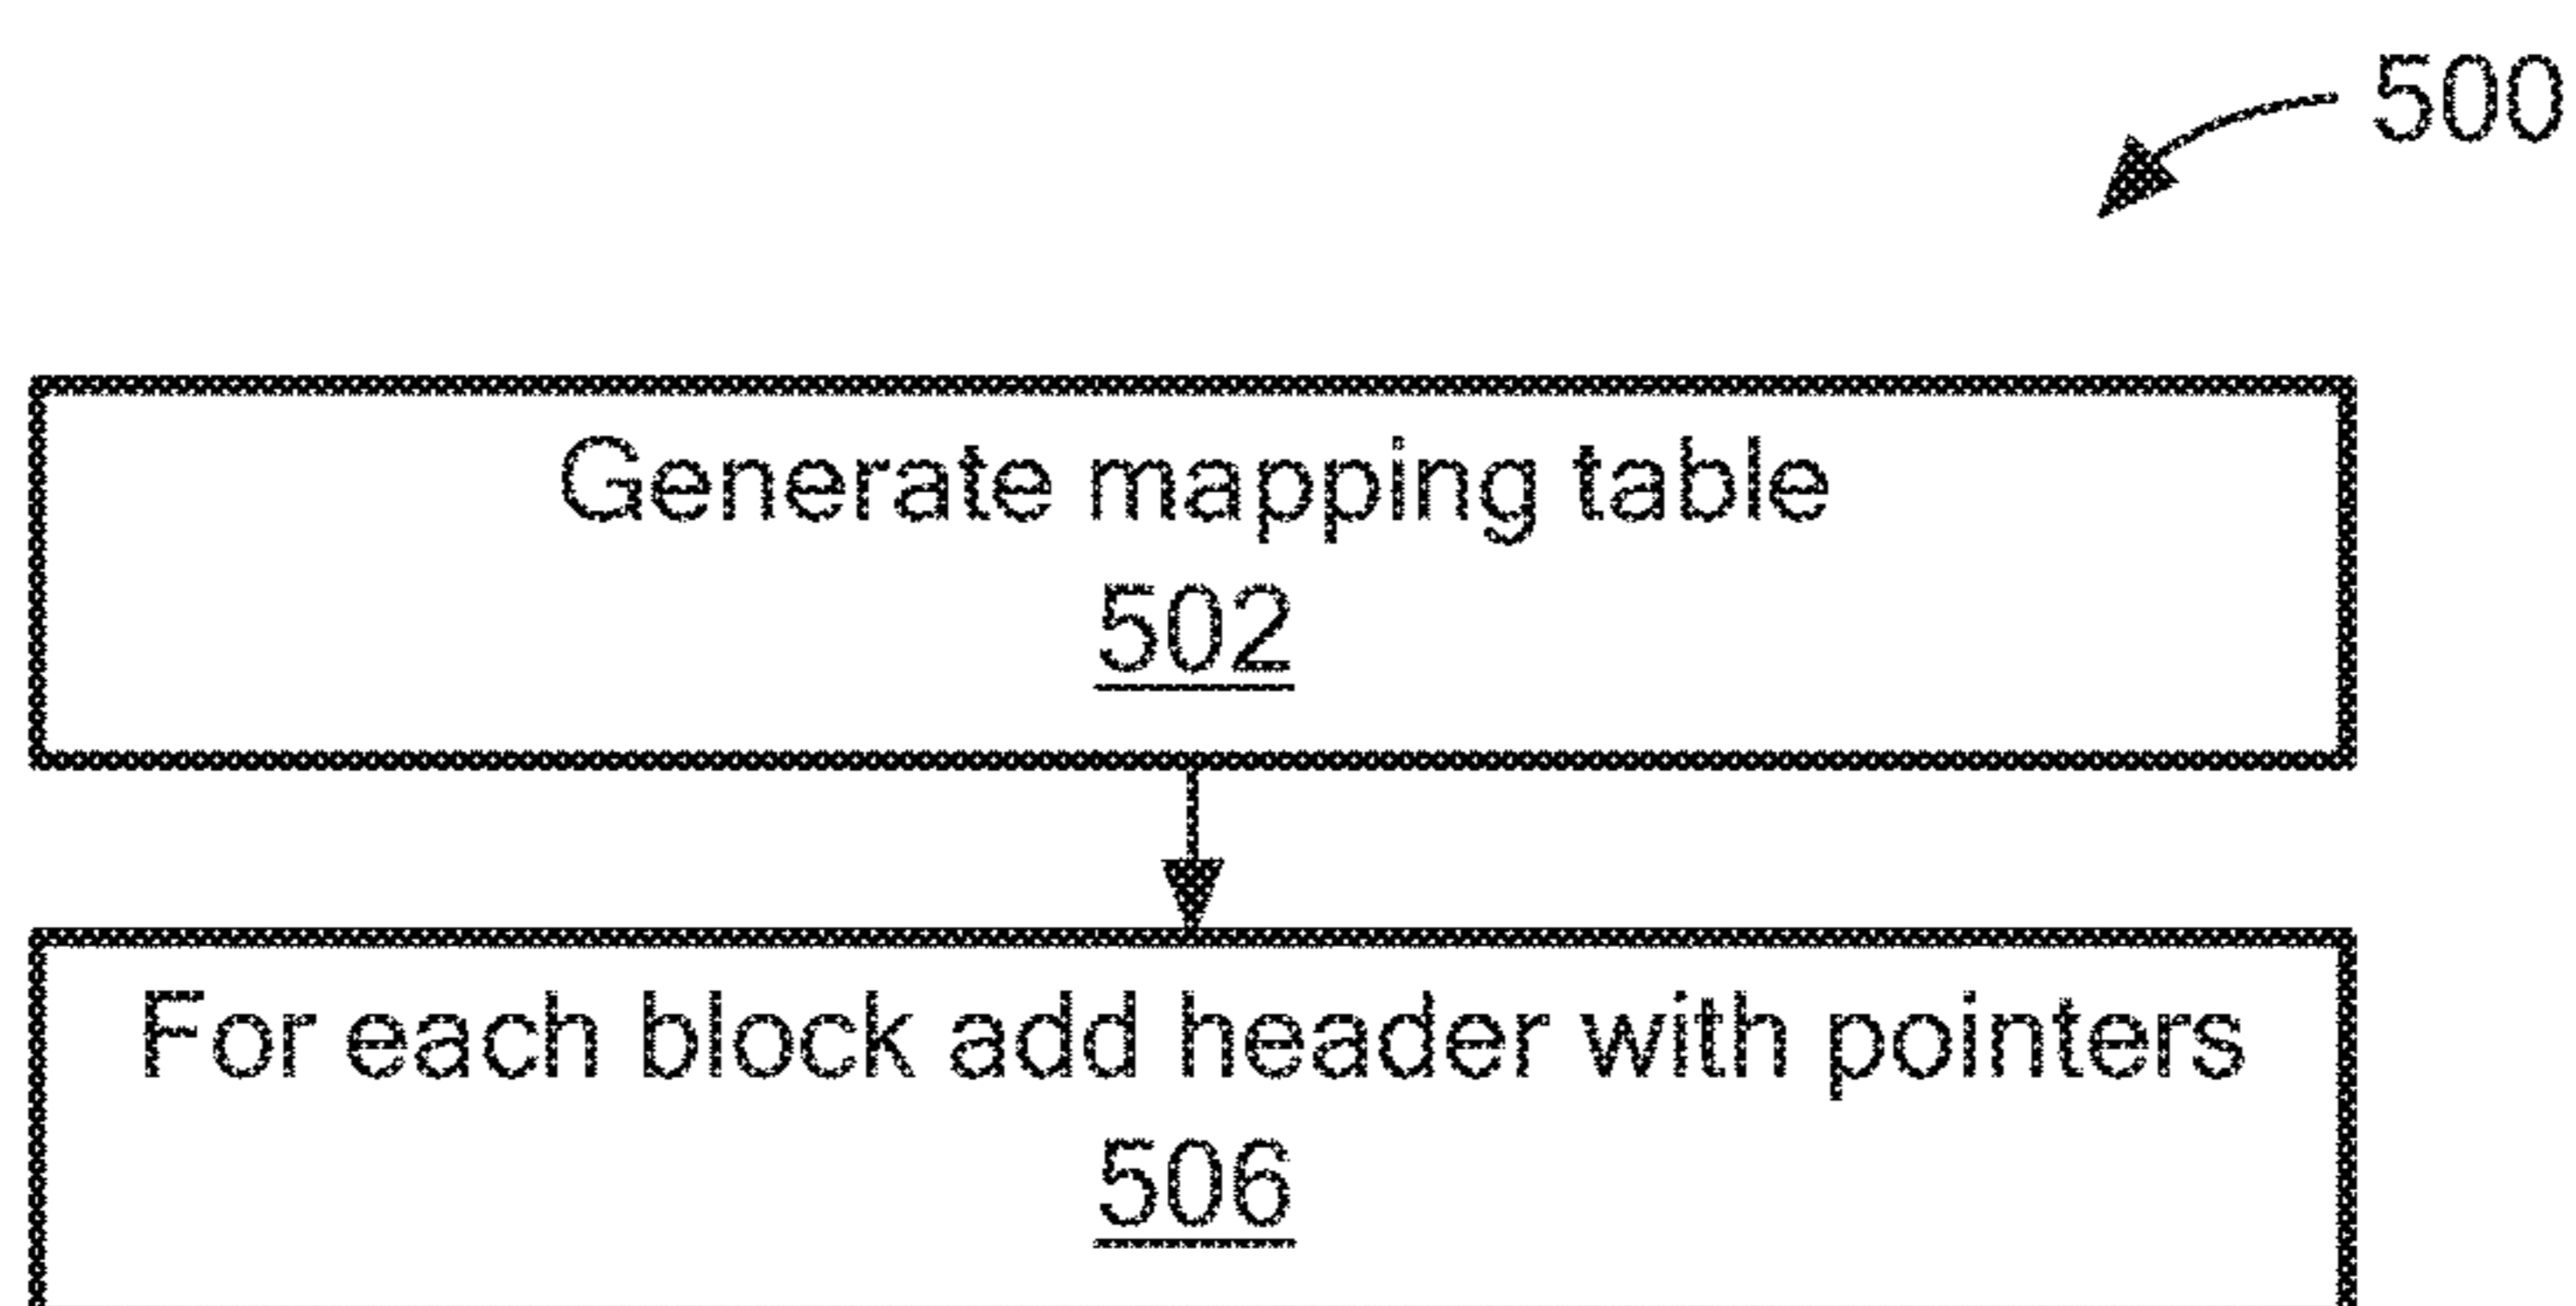 500
Generate mapping table
502
For each block add header with pointers
506